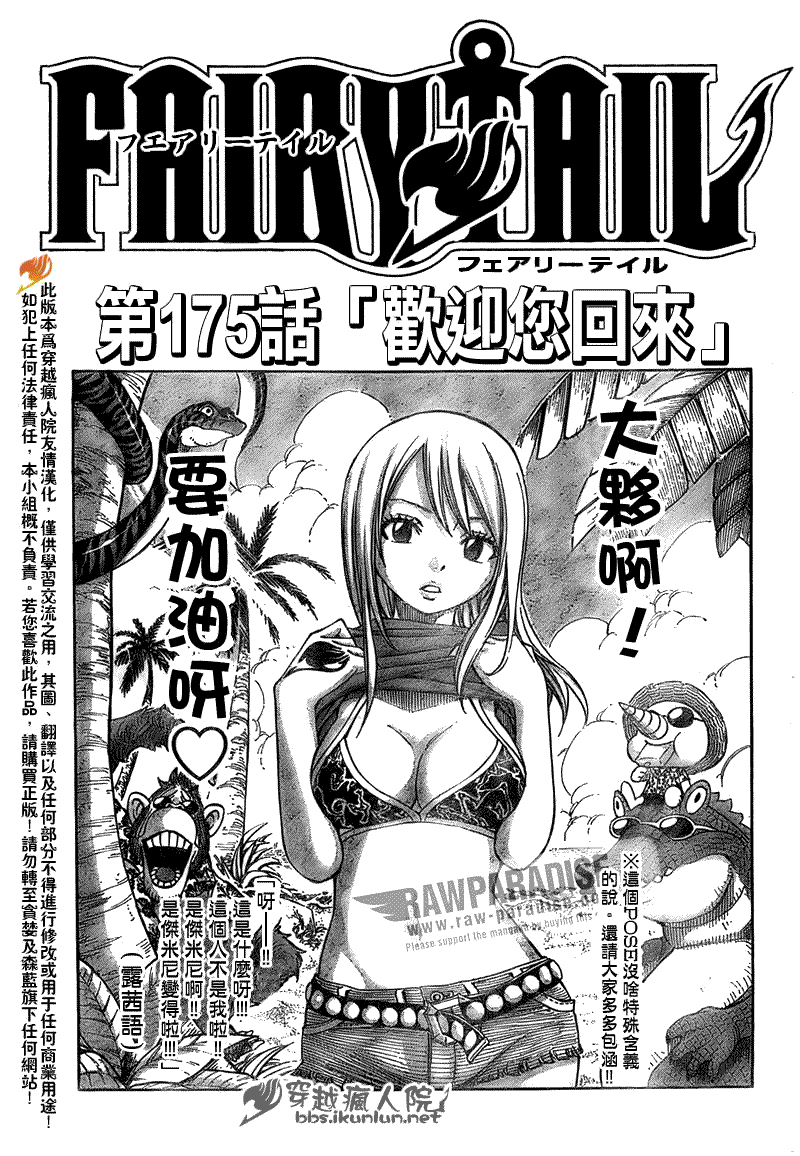 FAIRY TAIL
フェアリーテイル
フェアリーテイル
第175話「歡迎您回來」
大夥啊！
要加油呀♡
※這個POSE沒啥特殊含義
的說。還請大家多多包涵!!
「呀——!!
這是什麼呀!!!
這個人不是我啦!!
是傑米尼啊!!
是傑米尼變得啦!!!」
（露茜語）
此版本爲穿越瘋人院友情漢化，僅供學習交流之用，其圖、翻譯以及任何部分不得進行修改或用于任何商業用途！
如犯上任何法律責任，本小組概不負責。若您喜歡此作品，請購買正版！請勿轉至貪婪及森藍旗下任何網站！
RAWPARADISE
www.raw-paradise.co
Please support the mangaka by buying this
穿越瘋人院
bbs.ikunlun.net